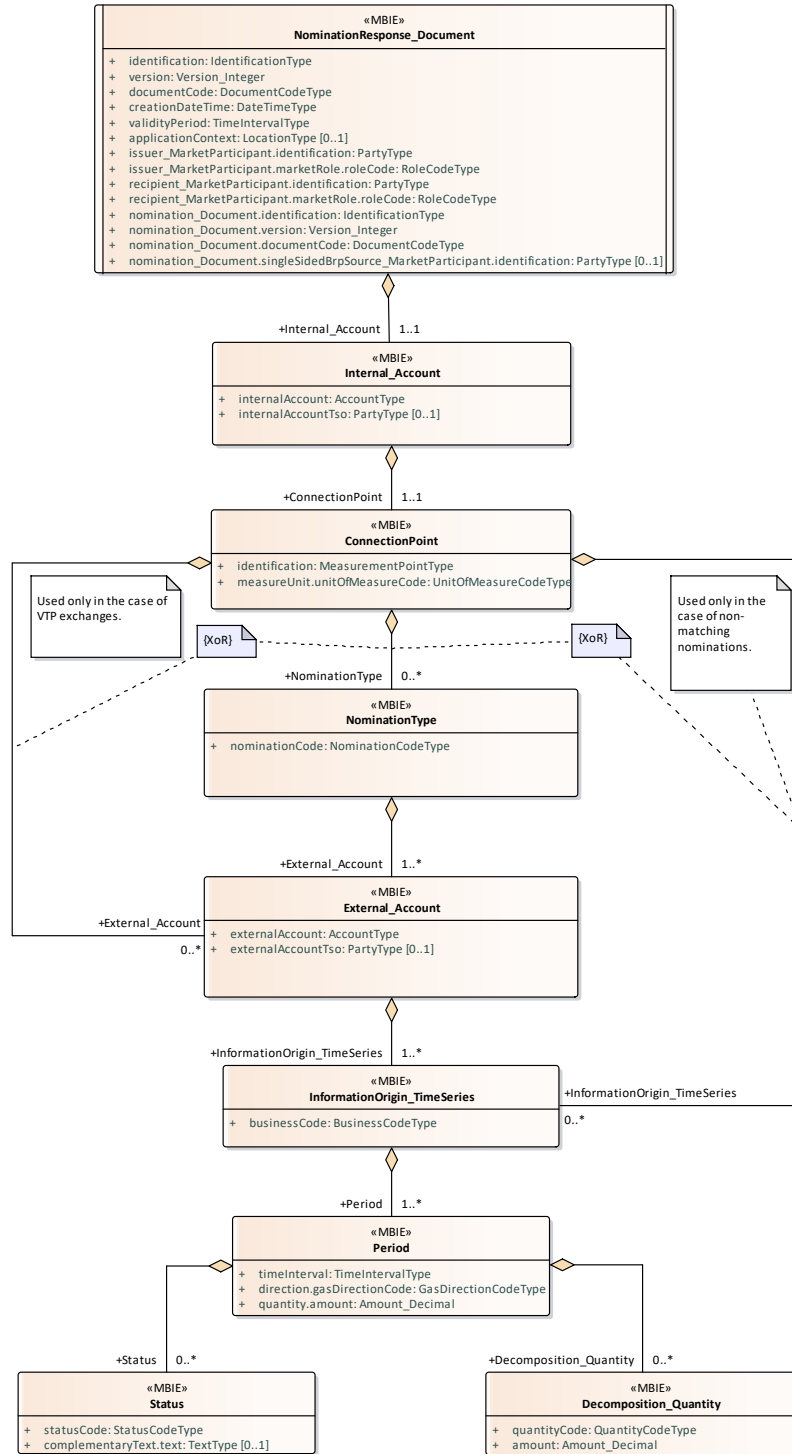 «MBIE»
NominationResponse_Document
+ identification: IdentificationType
+ version: Version_Integer
+ documentCode: DocumentCodeType
+ creationDateTime: DateTimeType
+ validityPeriod: TimeIntervalType
+ applicationContext: LocationType [0..1]
+ issuer_MarketParticipant.identification: PartyType
+ issuer_MarketParticipant.marketRole.roleCode: RoleCodeType
+ recipient_MarketParticipant.identification: PartyType
+ recipient_MarketParticipant.marketRole.roleCode: RoleCodeType
+ nomination_Document.identification: IdentificationType
+ nomination_Document.version: Version_Integer
+ nomination_Document.documentCode: DocumentCodeType
+ nomination_Document.singleSidedBrpSource_MarketParticipant.identification: PartyType [0..1]
+Internal_Account 1..1
«MBIE»
Internal_Account
+ internalAccount: AccountType
+ internalAccountTso: PartyType [0..1]
+ConnectionPoint 1..1
«MBIE»
ConnectionPoint
+ identification: MeasurementPointType
+ measureUnit.unitOfMeasureCode: UnitOfMeasureCodeType
Used only in the case of
VTP exchanges.
{XoR}
{XoR}
Used only in the
case of non-
matching
nominations.
+NominationType 0..*
«MBIE»
NominationType
+ nominationCode: NominationCodeType
+External_Account 1..*
«MBIE»
External_Account
+ externalAccount: AccountType
+ externalAccountTso: PartyType [0..1]
+External_Account
0..*
+InformationOrigin_TimeSeries 1..*
«MBIE»
InformationOrigin_TimeSeries
+ businessCode: BusinessCodeType
+InformationOrigin_TimeSeries
0..*
+Period 1..*
«MBIE»
Period
+ timeInterval: TimeIntervalType
+ direction.gasDirectionCode: GasDirectionCodeType
+ quantity.amount: Amount_Decimal
+Status 0..*
+Decomposition_Quantity 0..*
«MBIE»
Status
+ statusCode: StatusCodeType
+ complementaryText.text: TextType [0..1]
«MBIE»
Decomposition_Quantity
+ quantityCode: QuantityCodeType
+ amount: Amount_Decimal